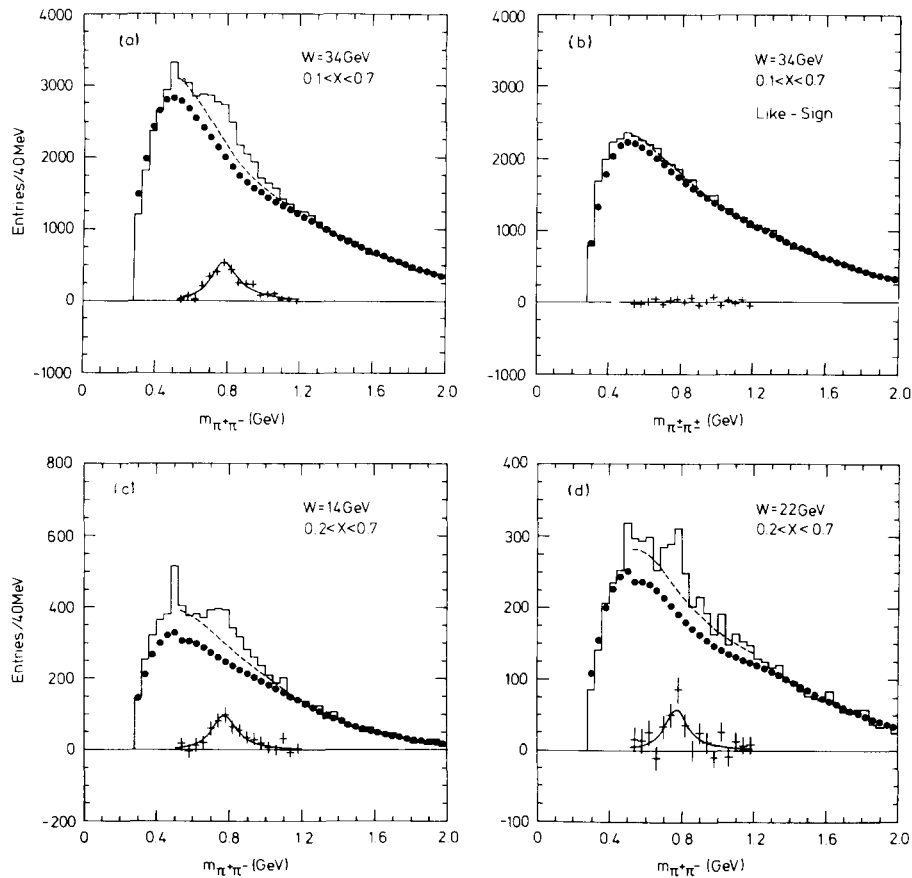 (a)
W=34GeV
0.1<X<0.7
Entries/40MeV
4000
3000
2000
1000
0
-1000
0 0.4 0.8 1.2 1.6 2.0
mπ+π- (GeV)
(b)
W=34GeV
0.1<X<0.7
Like-Sign
4000
3000
2000
1000
0
-1000
0 0.4 0.8 1.2 1.6 2.0
mπ±π± (GeV)
(c)
W=14GeV
0.2<X<0.7
Entries/40MeV
800
600
400
200
0
-200
0 0.4 0.8 1.2 1.6 2.0
mπ+π- (GeV)
(d)
W=22GeV
0.2<X<0.7
400
300
200
100
0
-100
0 0.4 0.8 1.2 1.6 2.0
mπ+π- (GeV)